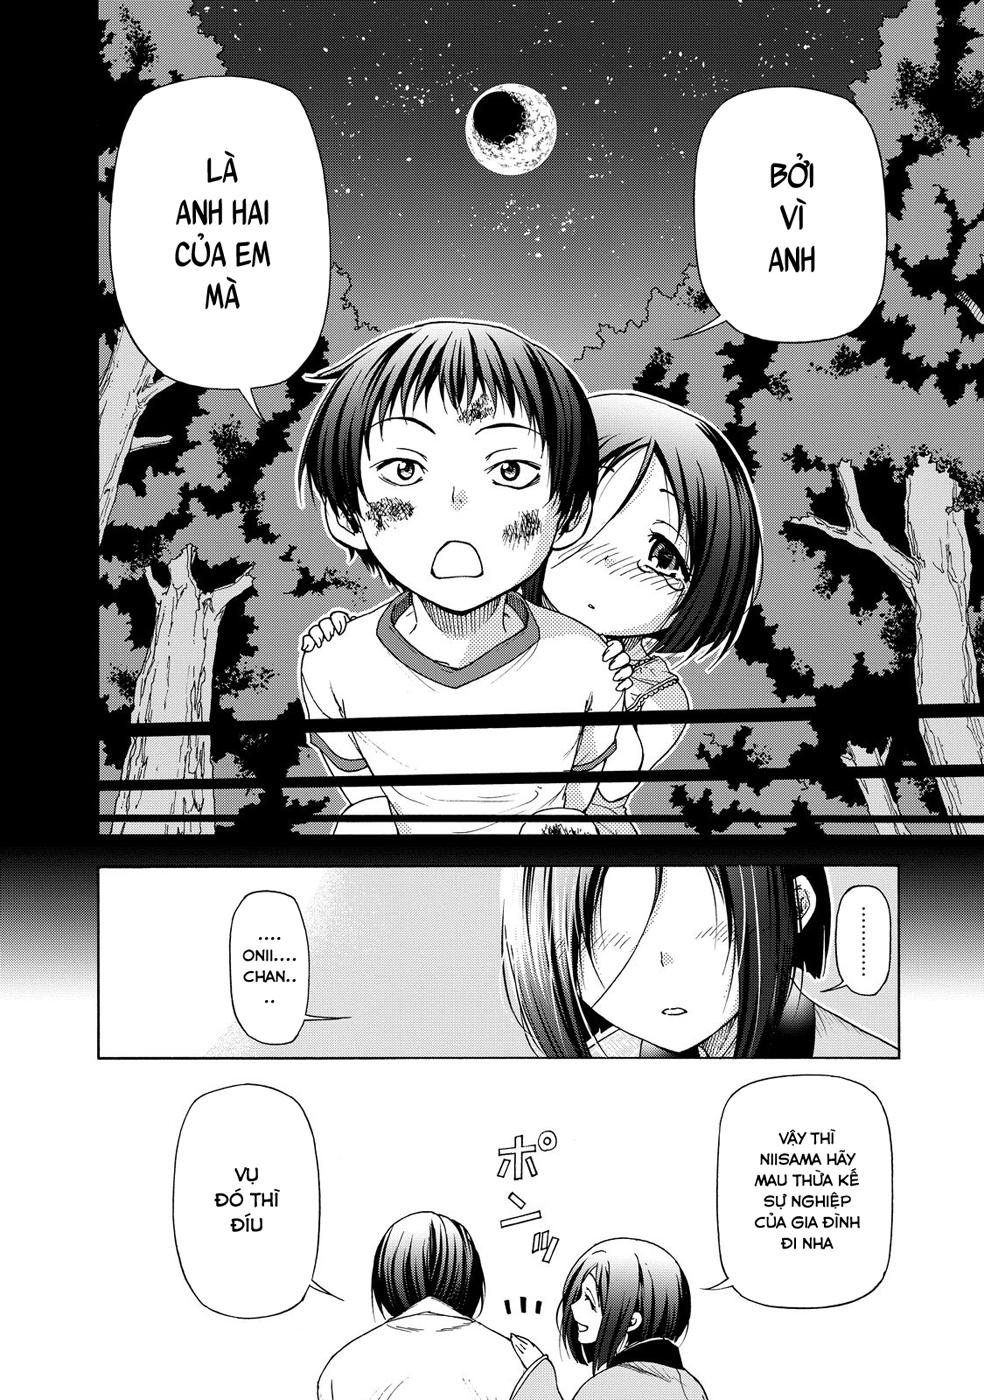 BỞI
VÌ
ANH
LÀ
ANH HAI
CỦA EM
MÀ
..........
....
ONII....
CHAN..
..
VẬY THÌ
NIISAMA HÃY
MAU THỪA KẾ
SỰ NGHIỆP
CỦA GIA ĐÌNH
ĐI NHA
ポンッ
VỤ
ĐÓ THÌ
ĐÍU